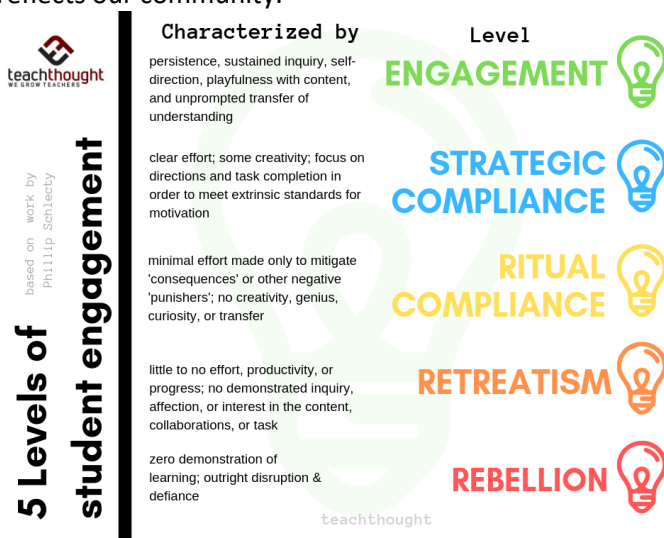 reflects our community.
Characterized by
Level
teachthought
WE GROW TEACHERS
5 Levels of
student engagement
based on work by
Phillip Schlecty
persistence, sustained inquiry, self-
direction, playfulness with content,
and unprompted transfer of
understanding
ENGAGEMENT
clear effort; some creativity; focus on
directions and task completion in
order to meet extrinsic standards for
motivation
STRATEGIC
COMPLIANCE
minimal effort made only to mitigate
'consequences' or other negative
'punishers'; no creativity, genius,
curiosity, or transfer
RITUAL
COMPLIANCE
little to no effort, productivity, or
progress; no demonstrated inquiry,
affection, or interest in the content,
collaborations, or task
RETREATISM
zero demonstration of
learning; outright disruption &
defiance
REBELLION
teachthought